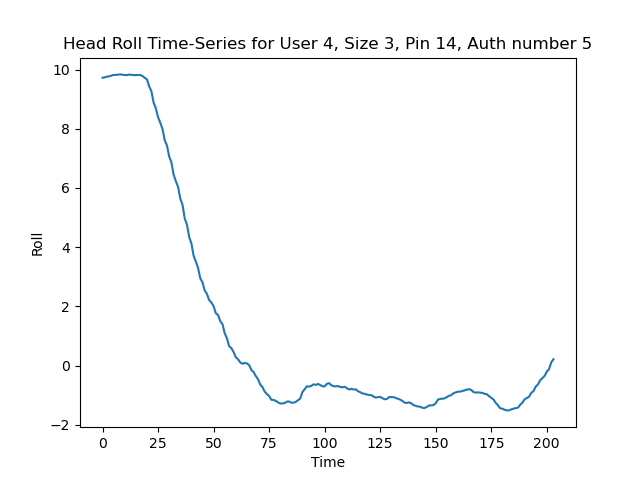 Head Roll Time-Series for User 4, Size 3, Pin 14, Auth number 5
10
8
6
4
2
0
−2
Roll
0 25 50 75 100 125 150 175 200
Time